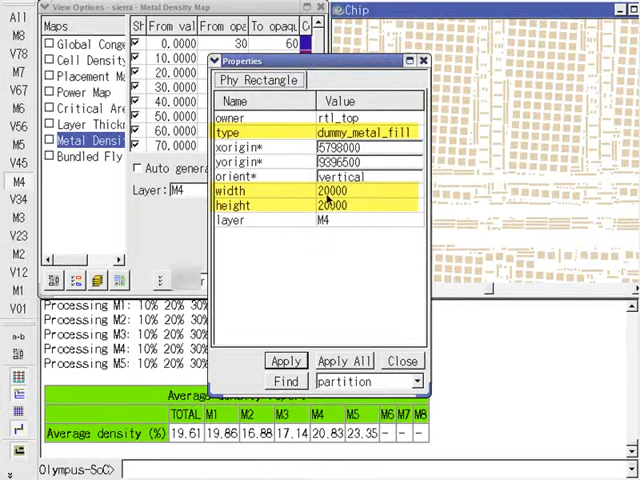 View Options - sierra - Metal Density Map
Chip
All
M8
V78
M7
V67
M6
V56
M5
V45
M4
V34
M3
V23
M2
V12
M1
V01
Maps
Global Conge
Cell Density
Placement Ma
Power Map
Critical Area
Layer Thickn
Metal Densi
Bundled Fly
Sh From val From opa To opaqu C
0.0000 30 60
10.0000
20.0000
30.0000
40.0000
50.0000
60.0000
70.0000
Auto genera
Layer: M4
Properties
Phy Rectangle
Name Value
owner rtl_top
type dummy_metal_fill
xorigin* 5798000
yorigin* 9396500
orient* vertical
width 20000
height 20000
layer M4
Apply Apply All Close
Find partition
Processing M1: 10% 20% 30%
Processing M2: 10% 20% 30%
Processing M3: 10% 20% 30%
Processing M4: 10% 20% 30%
Processing M5: 10% 20% 30%
Average density report
TOTAL M1 M2 M3 M4 M5 M6 M7 M8
Average density (%) 19.61 19.86 16.88 17.14 20.83 23.35 - - -
Olympus-SoC>